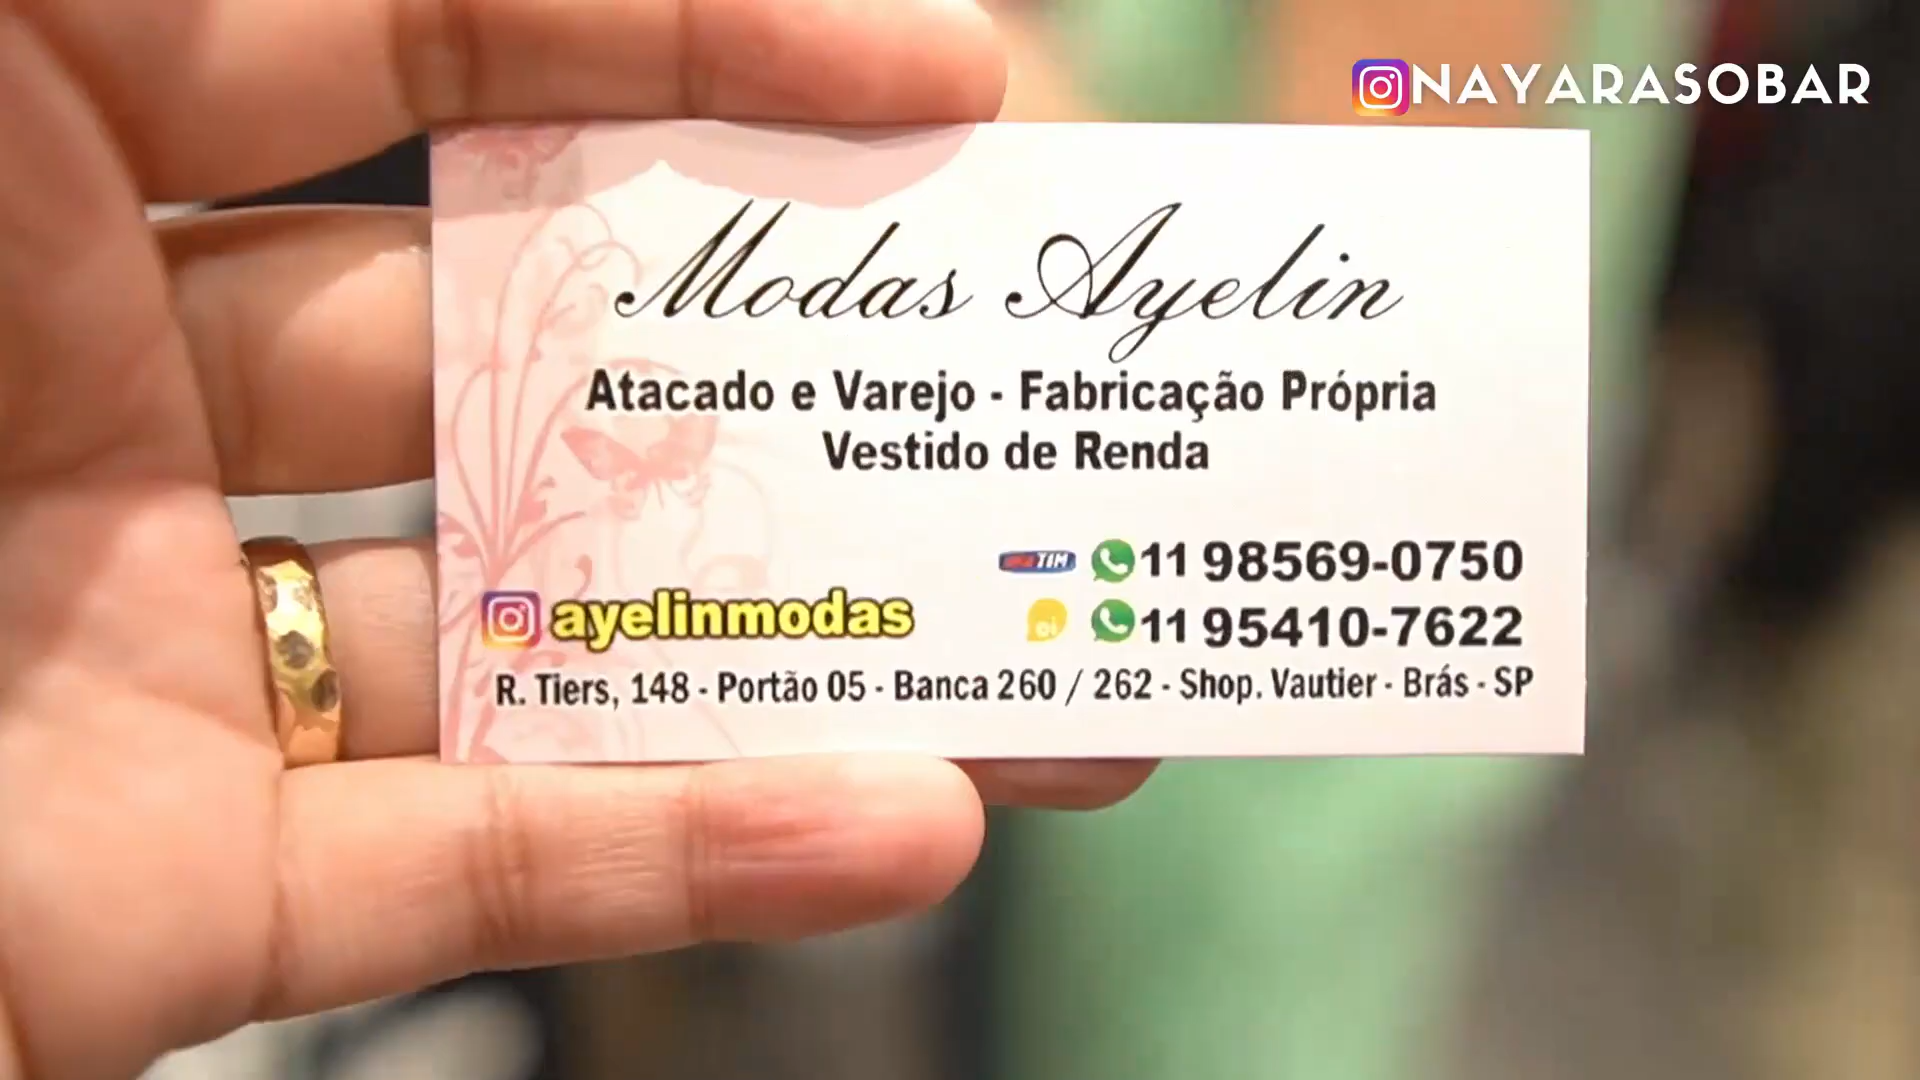 NAYARASOBAR
Modas Ayelin
Atacado e Varejo - Fabricação Própria
Vestido de Renda
TIM 11 98569-0750
ayelinmodas
oi 11 95410-7622
R. Tiers, 148 - Portão 05 - Banca 260 / 262 - Shop. Vautier - Brás - SP